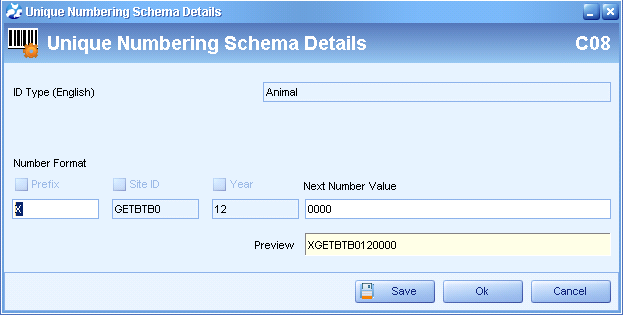 Unique Numbering Schema Details
Unique Numbering Schema Details C08
ID Type (English) Animal
Number Format
Prefix Site ID Year Next Number Value
X GETBTB0 12 0000
Preview XGETBTB0120000
Save Ok Cancel